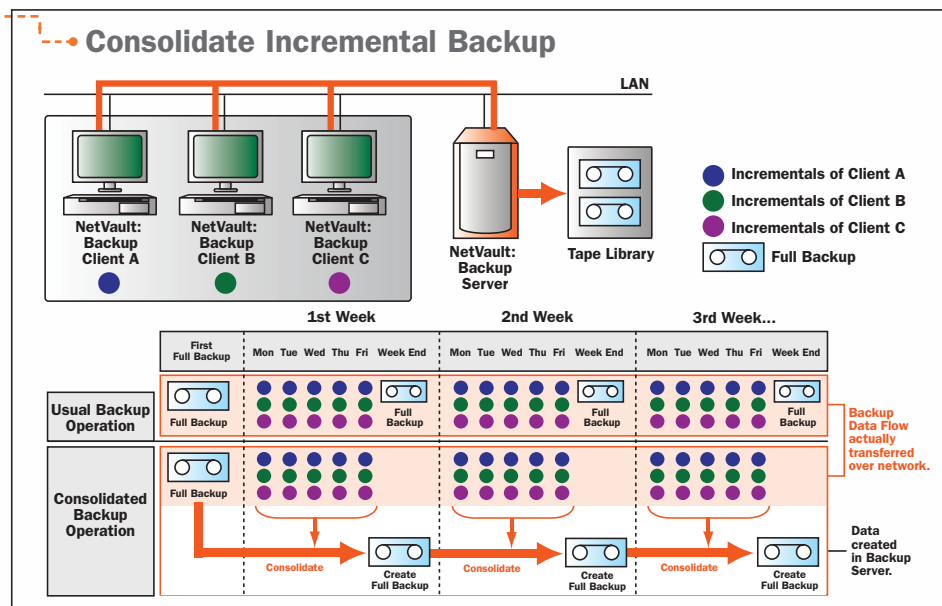 Consolidate Incremental Backup
LAN
NetVault:
Backup
Client A
NetVault:
Backup
Client B
NetVault:
Backup
Client C
NetVault:
Backup
Server
Tape Library
Incrementals of Client A
Incrementals of Client B
Incrementals of Client C
Full Backup
1st Week
2nd Week
3rd Week...
First
Full Backup
Mon Tue Wed Thu Fri Week End
Mon Tue Wed Thu Fri Week End
Mon Tue Wed Thu Fri Week End
Usual Backup
Operation
Full Backup
Full
Backup
Full
Backup
Full
Backup
Backup
Data Flow
actually
transferred
over network.
Consolidated
Backup
Operation
Full Backup
Consolidate
Create
Full Backup
Consolidate
Create
Full Backup
Consolidate
Create
Full Backup
Data
created
in Backup
Server.